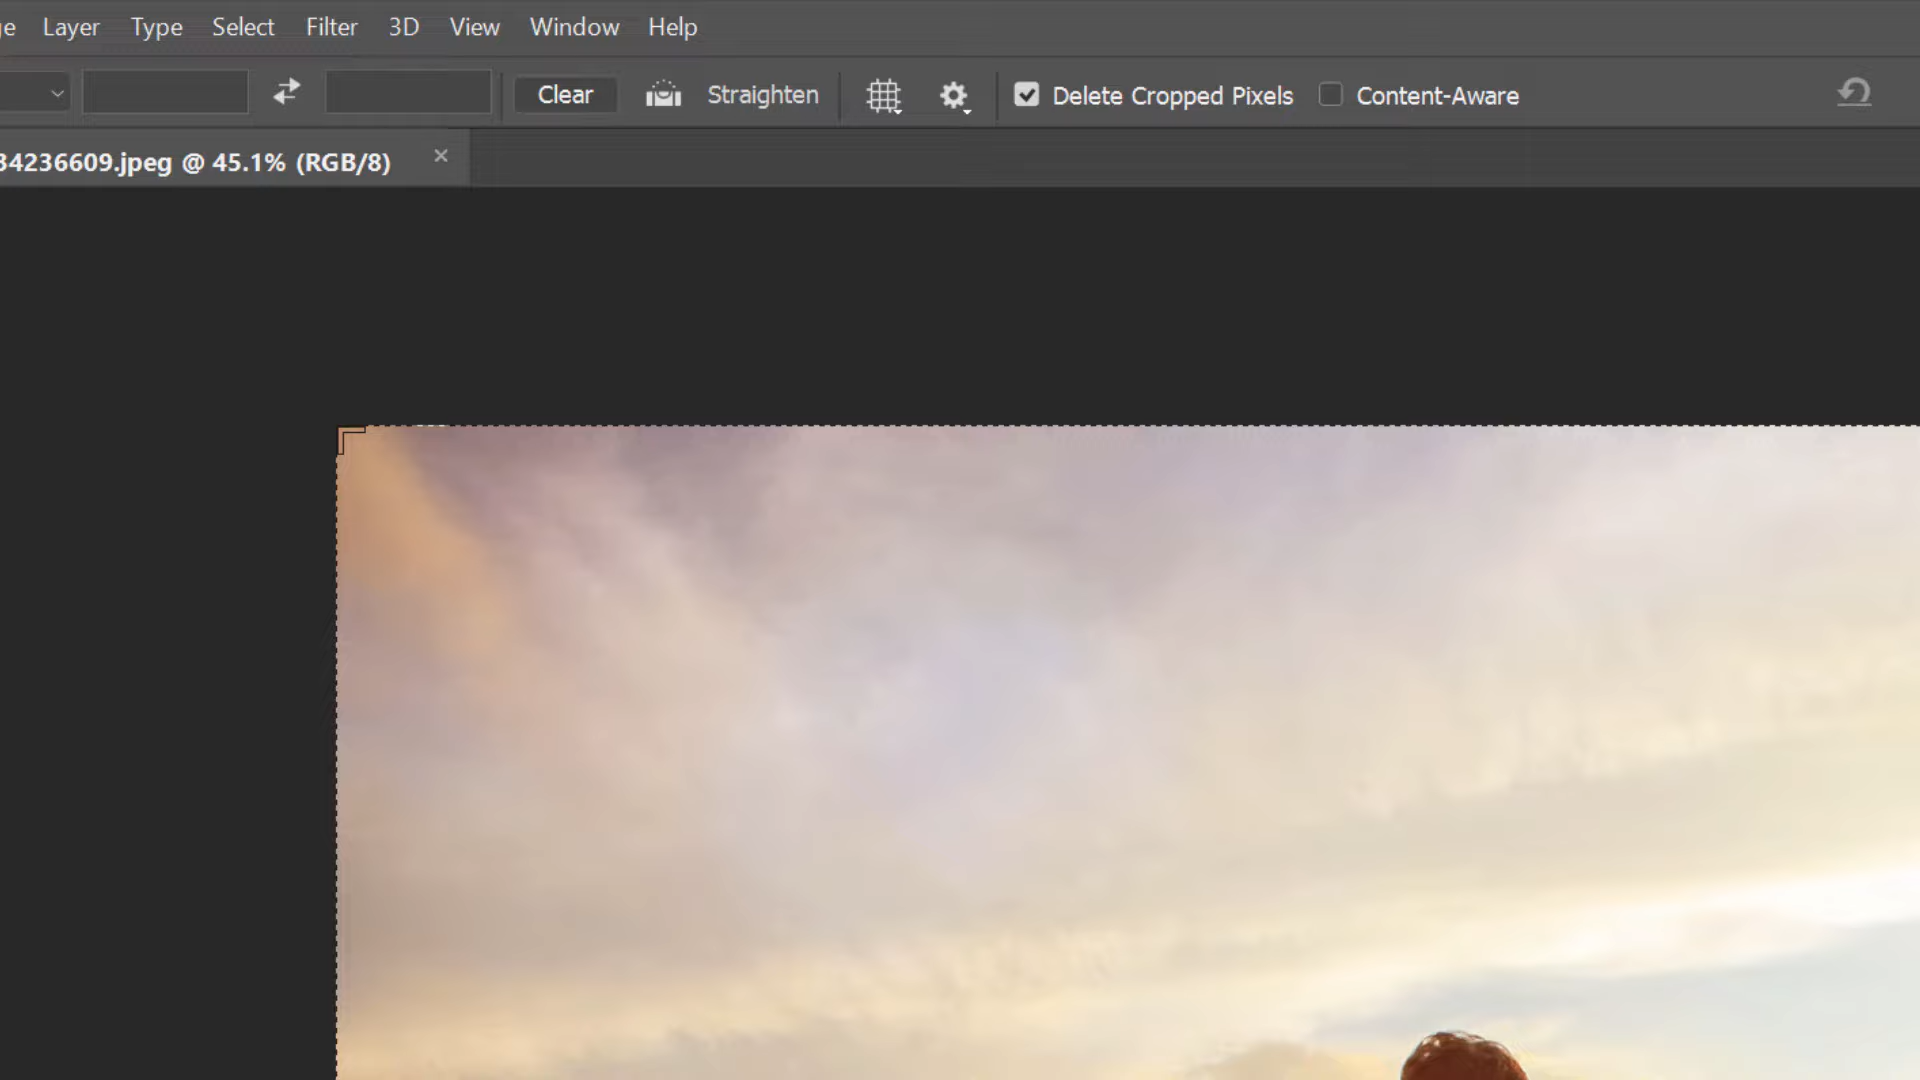 ge Layer Type Select Filter 3D View Window Help
Clear Straighten Delete Cropped Pixels Content-Aware
34236609.jpeg @ 45.1% (RGB/8) ×